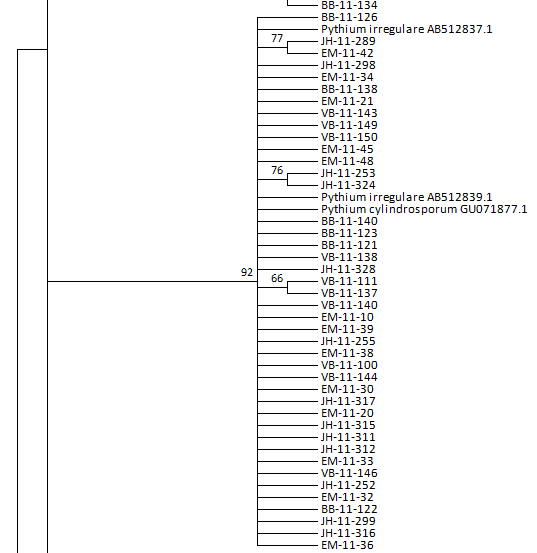 BB-11-134
BB-11-126
Pythium irregulare AB512837.1
77
JH-11-289
EM-11-42
JH-11-298
EM-11-34
BB-11-138
EM-11-21
VB-11-143
VB-11-149
VB-11-150
EM-11-45
EM-11-48
76
JH-11-253
JH-11-324
Pythium irregulare AB512839.1
Pythium cylindrosporum GU071877.1
BB-11-140
BB-11-123
BB-11-121
VB-11-138
92
JH-11-328
66
VB-11-111
VB-11-137
VB-11-140
EM-11-10
EM-11-39
JH-11-255
EM-11-38
VB-11-100
VB-11-144
EM-11-30
JH-11-317
EM-11-20
JH-11-315
JH-11-311
JH-11-312
EM-11-33
VB-11-146
JH-11-252
EM-11-32
BB-11-122
JH-11-299
JH-11-316
EM-11-36